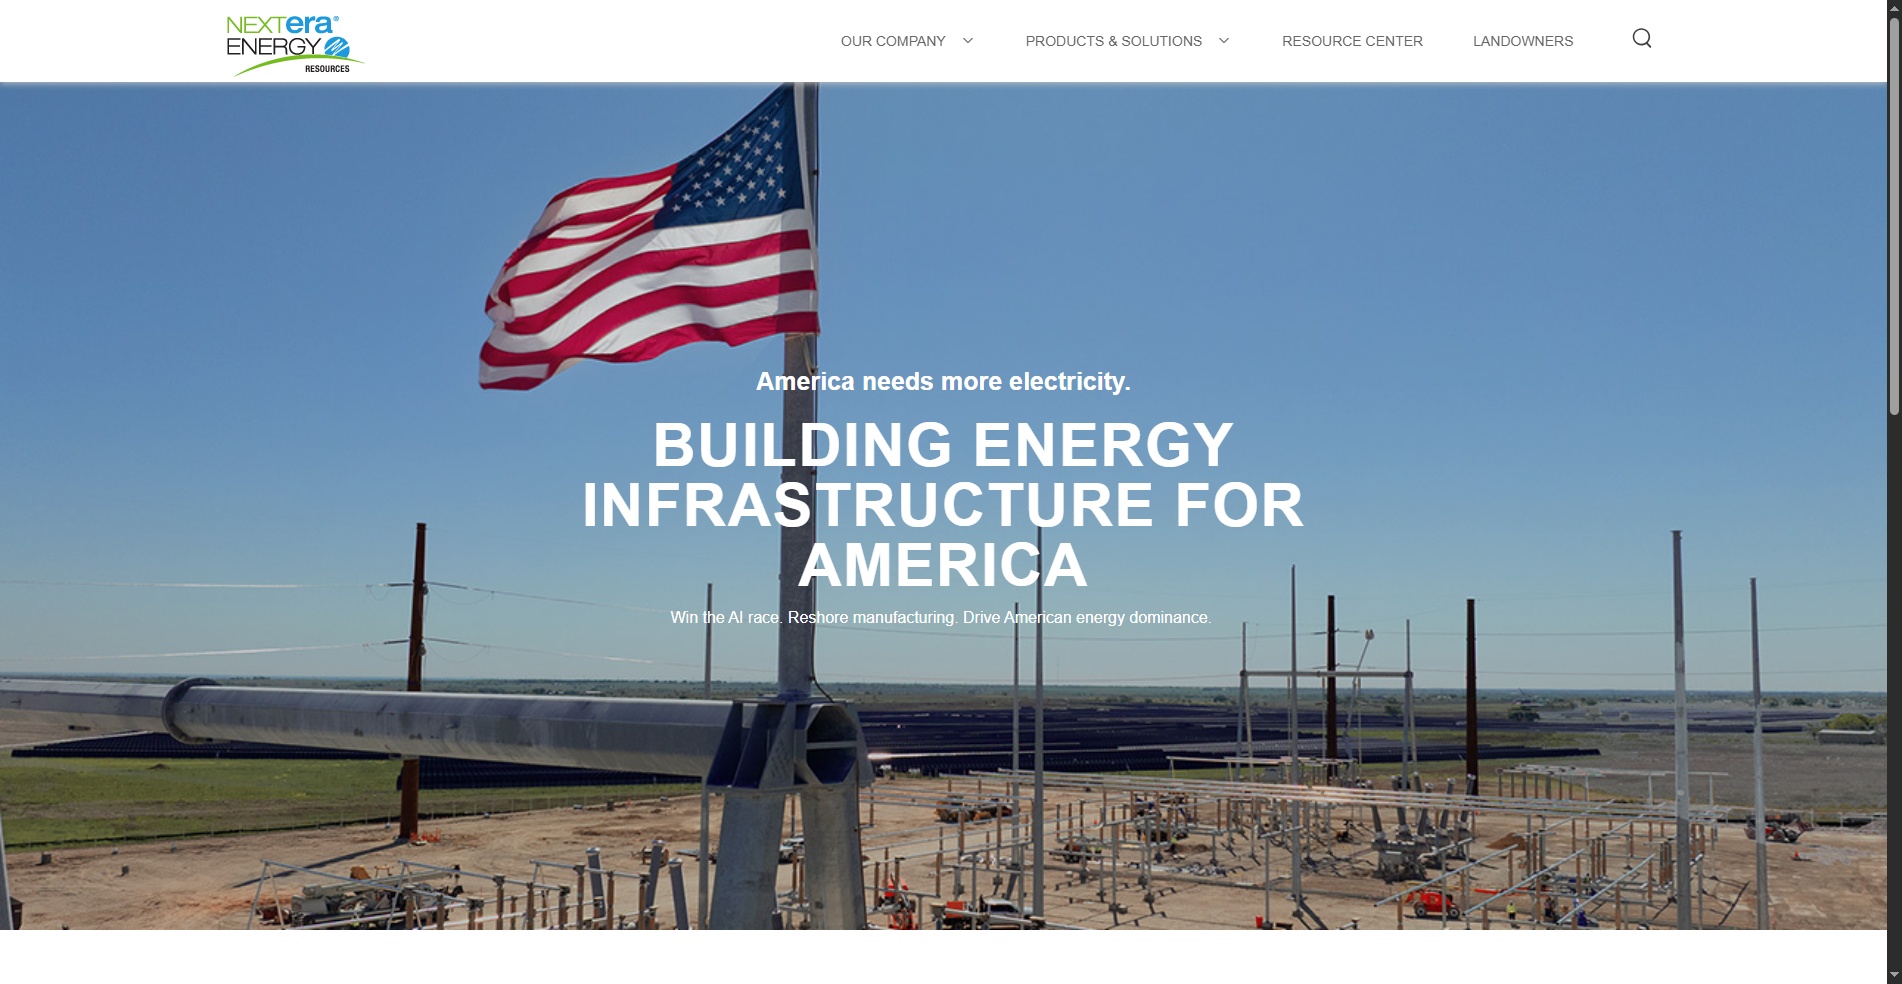 NEXTera®
ENERGY
RESOURCES
OUR COMPANY
PRODUCTS & SOLUTIONS
RESOURCE CENTER
LANDOWNERS
America needs more electricity.
BUILDING ENERGY
INFRASTRUCTURE FOR
AMERICA
Win the AI race. Reshore manufacturing. Drive American energy dominance.